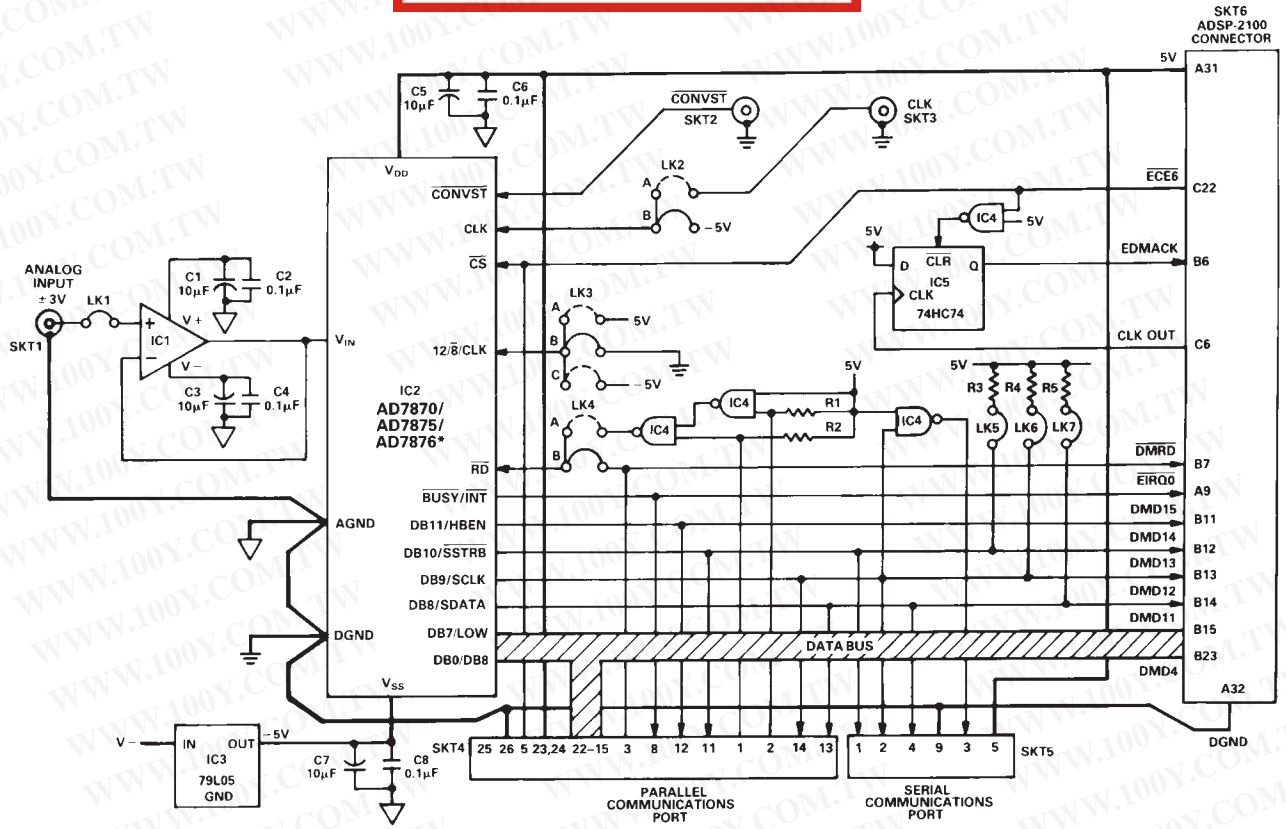 WWW.100Y.COM.TW
SKT6
ADSP-2100
CONNECTOR
5V
A31
C5
10µF
C6
0.1µF
CONVST
SKT2
CLK
SKT3
VDD
CONVST
LK2
A
B
-5V
CLK
CS
ECE6
C22
IC4
5V
5V
D
CLR
Q
IC5
CLK
74HC74
EDMACK
B6
CLK OUT
C6
ANALOG
INPUT
±3V
LK1
SKT1
C1
10µF
C2
0.1µF
+
V+
IC1
−
V−
C3
10µF
C4
0.1µF
VIN
LK3
A
5V
B
C
-5V
12/8/CLK
IC2
AD7870/
AD7875/
AD7876*
5V
IC4
R1
R2
IC4
IC4
LK4
A
B
5V
R3
R4
R5
LK5
LK6
LK7
RD
DMRD
B7
BUSY/INT
EIRQ0
A9
AGND
DB11/HBEN
DMD15
B11
DB10/SSTRB
DMD14
B12
DB9/SCLK
DMD13
B13
DB8/SDATA
DMD12
B14
DGND
DB7/LOW
DMD11
B15
DATA BUS
DB0/DB8
B23
DMD4
VSS
A32
DGND
V−
IN
OUT
-5V
IC3
79L05
GND
C7
10µF
C8
0.1µF
SKT4
25
26
5
23,24
22-15
3
8
12
11
1
2
14
13
1
2
4
9
3
5
SKT5
PARALLEL
COMMUNICATIONS
PORT
SERIAL
COMMUNICATIONS
PORT